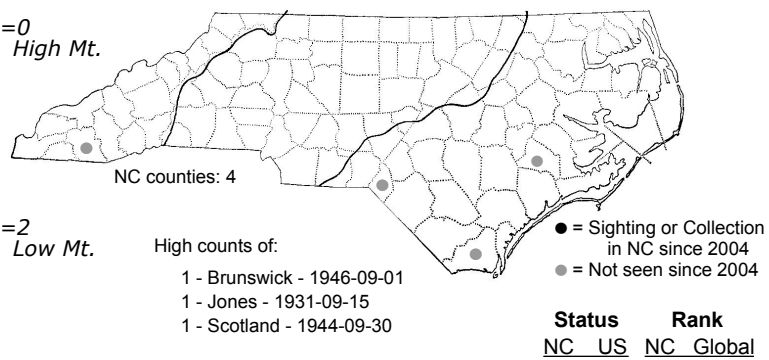 =0
High Mt.
NC counties: 4
=2
Low Mt.
High counts of:
1 - Brunswick - 1946-09-01
1 - Jones - 1931-09-15
1 - Scotland - 1944-09-30
● = Sighting or Collection
in NC since 2004
● = Not seen since 2004
Status Rank
NC US NC Global